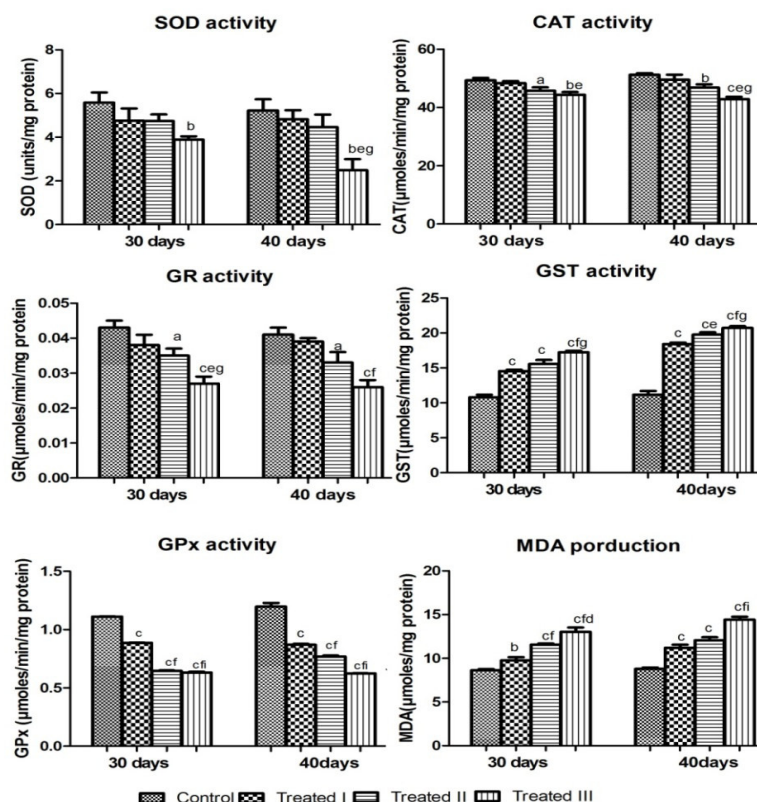 SOD activity
SOD (units/mg protein)
8
6
4
2
0
b
beg
30 days
40 days
CAT activity
CAT(µmoles/min/mg protein)
60
40
20
0
a
be
b
ceg
30 days
40 days
GR activity
GR(µmoles/min/mg protein
0.05
0.04
0.03
0.02
0.01
0.00
a
ceg
a
cf
30 days
40 days
GST activity
GST(µmoles/min/mg protein)
25
20
15
10
5
0
c
c
cfg
c
ce
cfg
30 days
40days
GPx activity
GPx (µmoles/min/mg protein)
1.5
1.0
0.5
0.0
c
cf
cfi
c
cf
cfi
30 days
40days
MDA porduction
MDA(µmoles/mg protein)
20
15
10
5
0
b
cf
cfd
c
c
cfi
30 days
40 days
Control Treated I Treated II Treated III